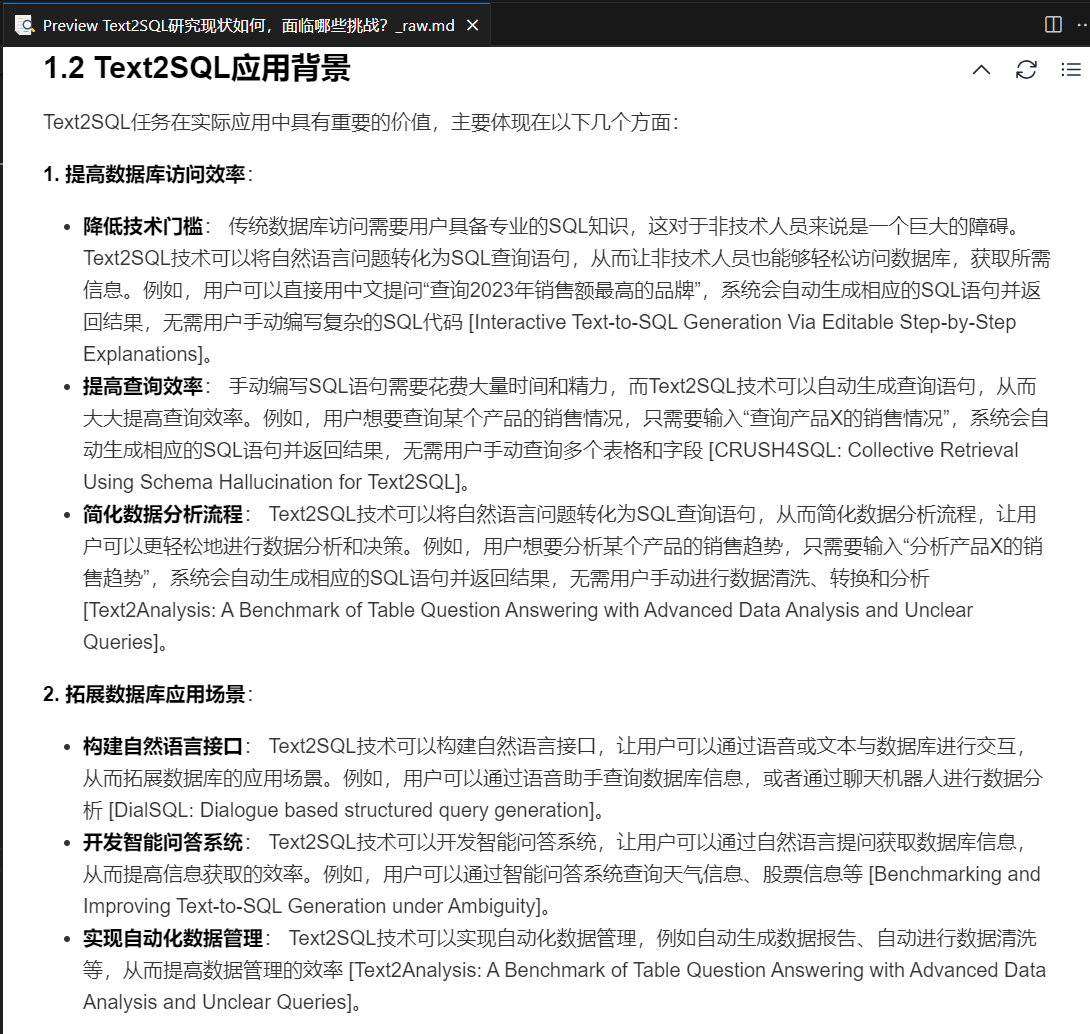 Preview Text2SQL研究现状如何，面临哪些挑战？_raw.md
1.2 Text2SQL应用背景
Text2SQL任务在实际应用中具有重要的价值，主要体现在以下几个方面：
1. 提高数据库访问效率：
• 降低技术门槛： 传统数据库访问需要用户具备专业的SQL知识，这对于非技术人员来说是一个巨大的障碍。
Text2SQL技术可以将自然语言问题转化为SQL查询语句，从而让非技术人员也能够轻松访问数据库，获取所需
信息。例如，用户可以直接用中文提问“查询2023年销售额最高的品牌”，系统会自动生成相应的SQL语句并返
回结果，无需用户手动编写复杂的SQL代码 [Interactive Text-to-SQL Generation Via Editable Step-by-Step
Explanations]。
• 提高查询效率： 手动编写SQL语句需要花费大量时间和精力，而Text2SQL技术可以自动生成查询语句，从而
大大提高查询效率。例如，用户想要查询某个产品的销售情况，只需要输入“查询产品X的销售情况”，系统会自
动生成相应的SQL语句并返回结果，无需用户手动查询多个表格和字段 [CRUSH4SQL: Collective Retrieval
Using Schema Hallucination for Text2SQL]。
• 简化数据分析流程： Text2SQL技术可以将自然语言问题转化为SQL查询语句，从而简化数据分析流程，让用
户可以更轻松地进行数据分析和决策。例如，用户想要分析某个产品的销售趋势，只需要输入“分析产品X的销
售趋势”，系统会自动生成相应的SQL语句并返回结果，无需用户手动进行数据清洗、转换和分析
[Text2Analysis: A Benchmark of Table Question Answering with Advanced Data Analysis and Unclear
Queries]。
2. 拓展数据库应用场景：
• 构建自然语言接口： Text2SQL技术可以构建自然语言接口，让用户可以通过语音或文本与数据库进行交互，
从而拓展数据库的应用场景。例如，用户可以通过语音助手查询数据库信息，或者通过聊天机器人进行数据分
析 [DialSQL: Dialogue based structured query generation]。
• 开发智能问答系统： Text2SQL技术可以开发智能问答系统，让用户可以通过自然语言提问获取数据库信息，
从而提高信息获取的效率。例如，用户可以通过智能问答系统查询天气信息、股票信息等 [Benchmarking and
Improving Text-to-SQL Generation under Ambiguity]。
• 实现自动化数据管理： Text2SQL技术可以实现自动化数据管理，例如自动生成数据报告、自动进行数据清洗
等，从而提高数据管理的效率 [Text2Analysis: A Benchmark of Table Question Answering with Advanced Data
Analysis and Unclear Queries]。